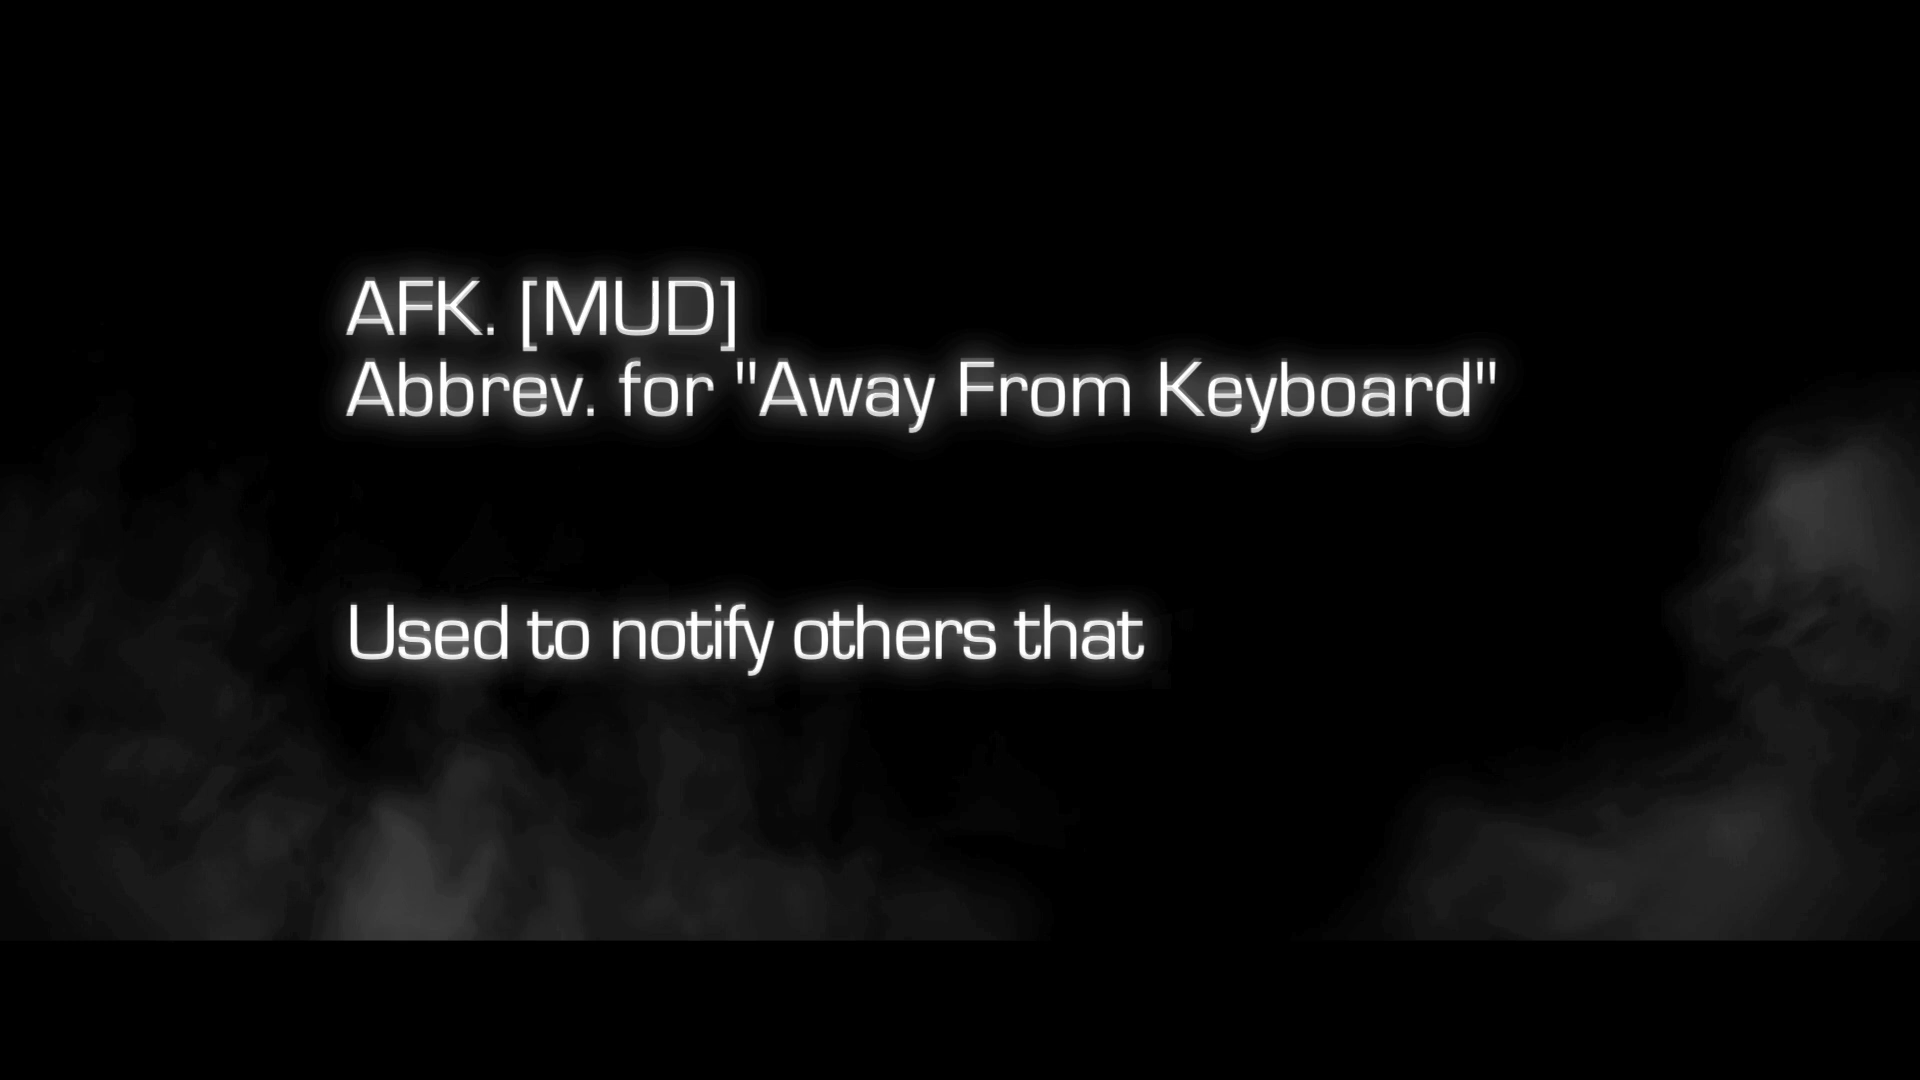 AFK. [MUD]
Abbrev. for "Away From Keyboard"
Used to notify others that